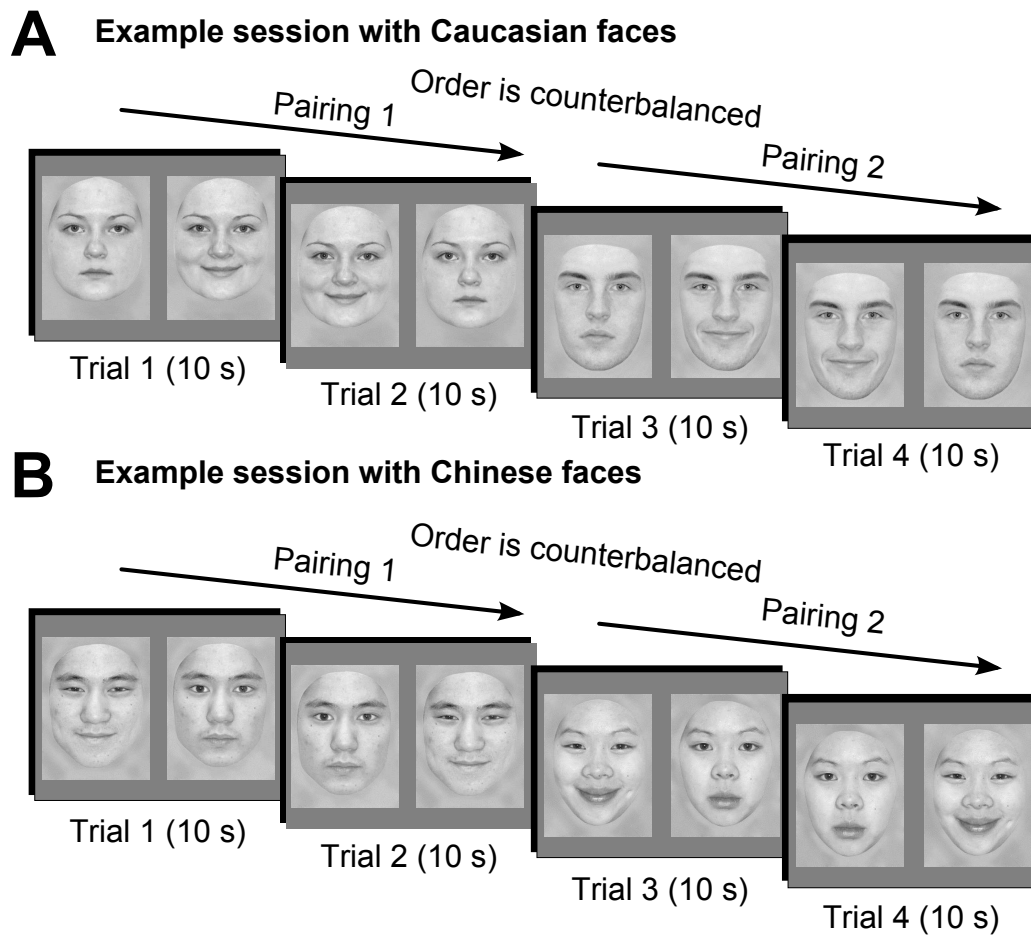 A Example session with Caucasian faces
Order is counterbalanced
Pairing 1
Pairing 2
Trial 1 (10 s)
Trial 2 (10 s)
Trial 3 (10 s)
Trial 4 (10 s)
B Example session with Chinese faces
Order is counterbalanced
Pairing 1
Pairing 2
Trial 1 (10 s)
Trial 2 (10 s)
Trial 3 (10 s)
Trial 4 (10 s)